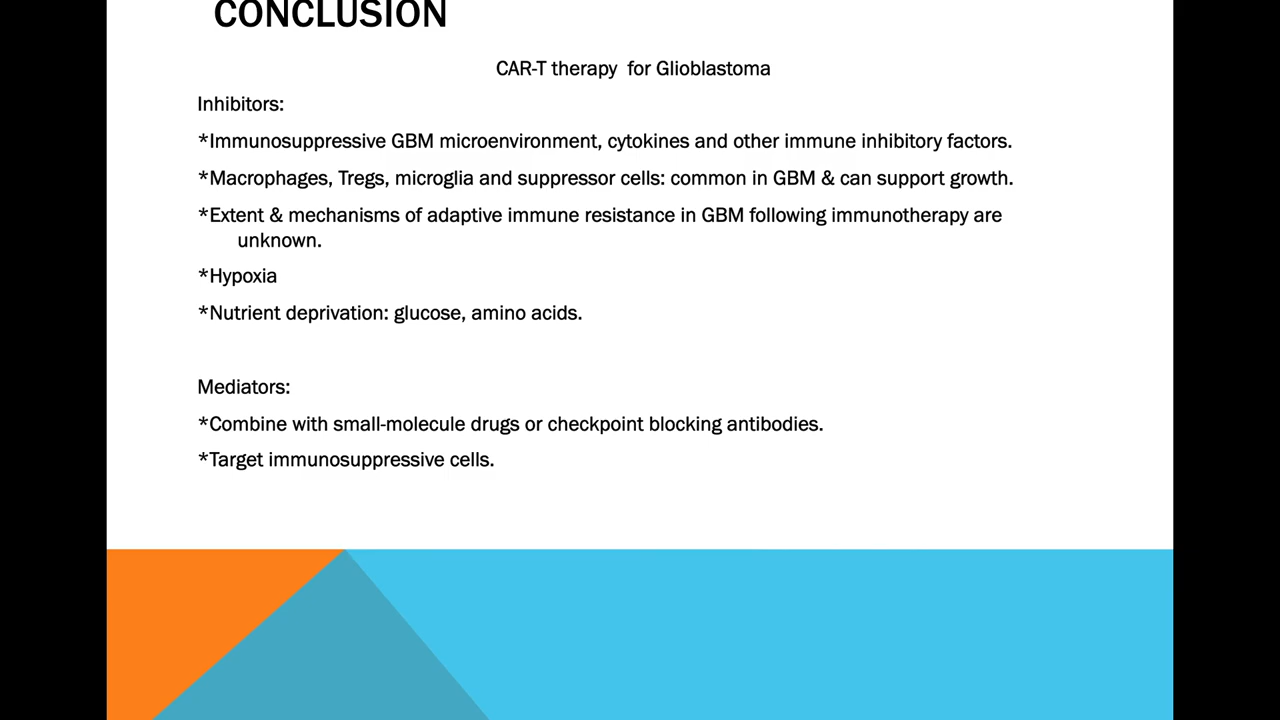 CONCLUSION
CAR-T therapy  for Glioblastoma
Inhibitors:
*Immunosuppressive GBM microenvironment, cytokines and other immune inhibitory factors.
*Macrophages, Tregs, microglia and suppressor cells: common in GBM & can support growth.
*Extent & mechanisms of adaptive immune resistance in GBM following immunotherapy are
unknown.
*Hypoxia
*Nutrient deprivation: glucose, amino acids.
Mediators:
*Combine with small-molecule drugs or checkpoint blocking antibodies.
*Target immunosuppressive cells.